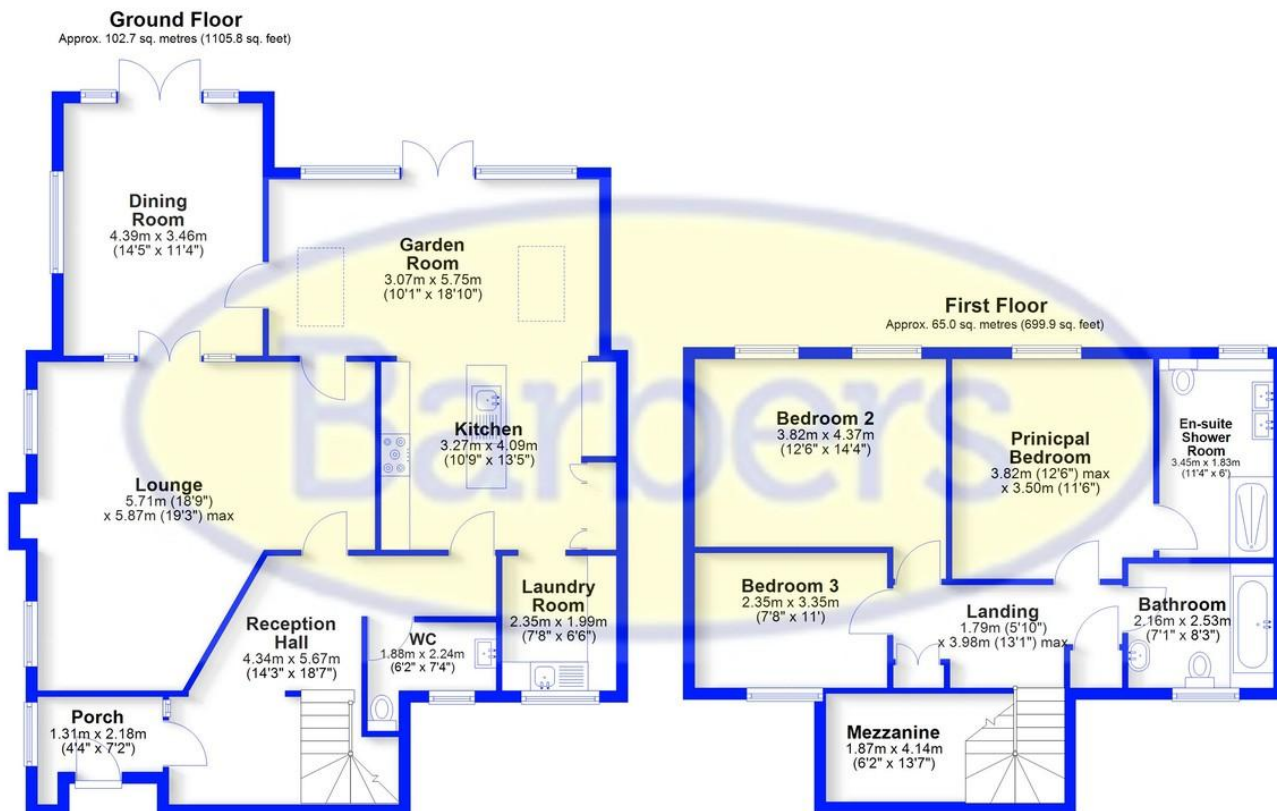 Ground Floor
Approx. 102.7 sq. metres (1105.8 sq. feet)
Dining
Room
4.39m x 3.46m
(14'5" x 11'4")
Garden
Room
3.07m x 5.75m
(10'1" x 18'10")
Kitchen
3.27m x 4.09m
(10'9" x 13'5")
Lounge
5.71m (18'9")
x 5.87m (19'3") max
Laundry
Room
2.35m x 1.99m
(7'8" x 6'6")
Reception
Hall
4.34m x 5.67m
(14'3" x 18'7")
WC
1.88m x 2.24m
(6'2" x 7'4")
Porch
1.31m x 2.18m
(4'4" x 7'2")
First Floor
Approx. 65.0 sq. metres (699.9 sq. feet)
Bedroom 2
3.82m x 4.37m
(12'6" x 14'4")
Prinicpal
Bedroom
3.82m (12'6") max
x 3.50m (11'6")
En-suite
Shower
Room
3.45m x 1.83m
(11'4" x 6')
Bedroom 3
2.35m x 3.35m
(7'8" x 11')
Landing
1.79m (5'10")
x 3.98m (13'1") max
Bathroom
2.16m x 2.53m
(7'1" x 8'3")
Mezzanine
1.87m x 4.14m
(6'2" x 13'7")
Barbers